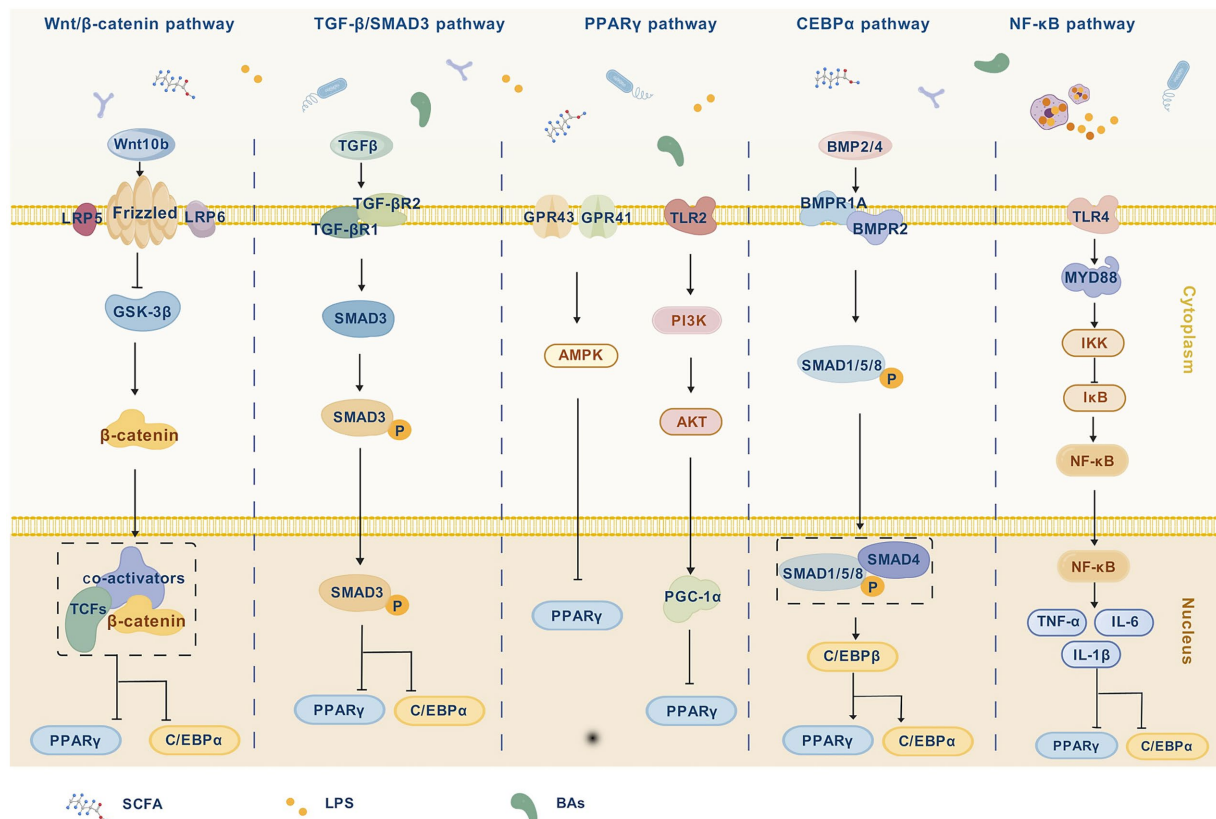 Wnt/β-catenin pathway
TGF-β/SMAD3 pathway
PPARγ pathway
CEBPα pathway
NF-κB pathway
Wnt10b
LRP5
Frizzled
LRP6
GSK-3β
β-catenin
co-activators
TCFs
β-catenin
PPARγ
C/EBPα
TGFβ
TGF-βR2
TGF-βR1
SMAD3
SMAD3
P
SMAD3
P
PPARγ
C/EBPα
GPR43
GPR41
TLR2
AMPK
PPARγ
PI3K
AKT
PGC-1α
PPARγ
BMP2/4
BMPR1A
BMPR2
SMAD1/5/8
P
SMAD4
SMAD1/5/8
P
C/EBPβ
PPARγ
C/EBPα
TLR4
MYD88
IKK
IκB
NF-κB
NF-κB
TNF-α
IL-6
IL-1β
PPARγ
C/EBPα
Cytoplasm
Nucleus
SCFA
LPS
BAs